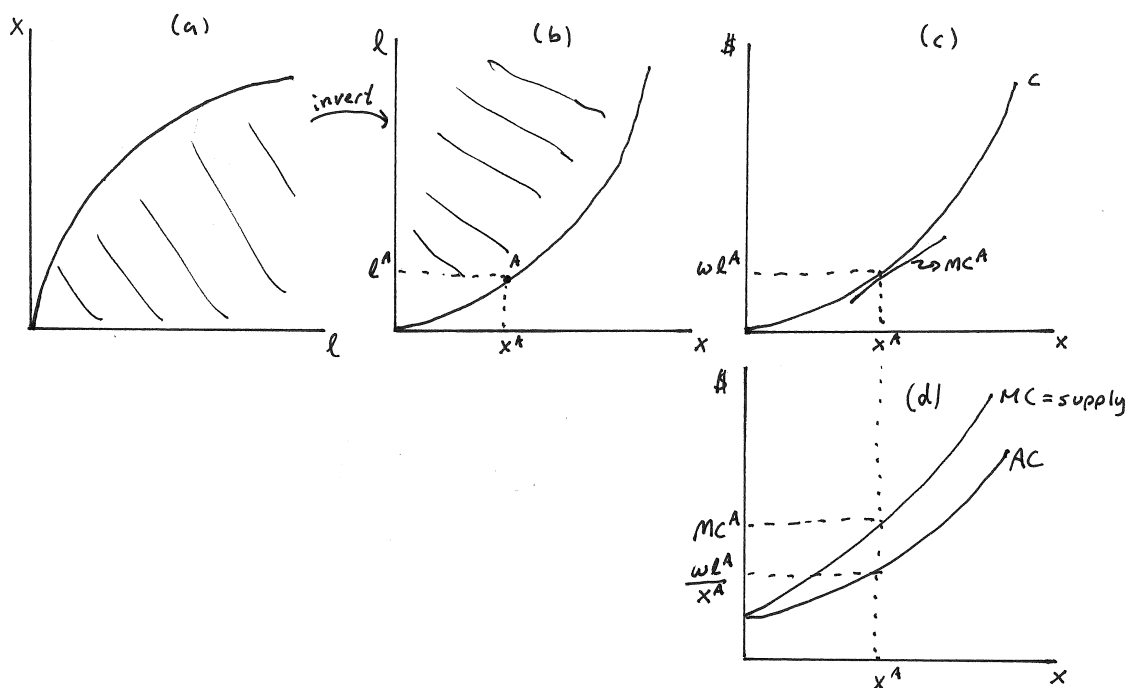 x
(a)
l
invert
l
(b)
A
l^A
x^A
x
$
(c)
C
wl^A
MC^A
x^A
x
$
(d)
MC = supply
AC
MC^A
wl^A
x^A
x^A
x